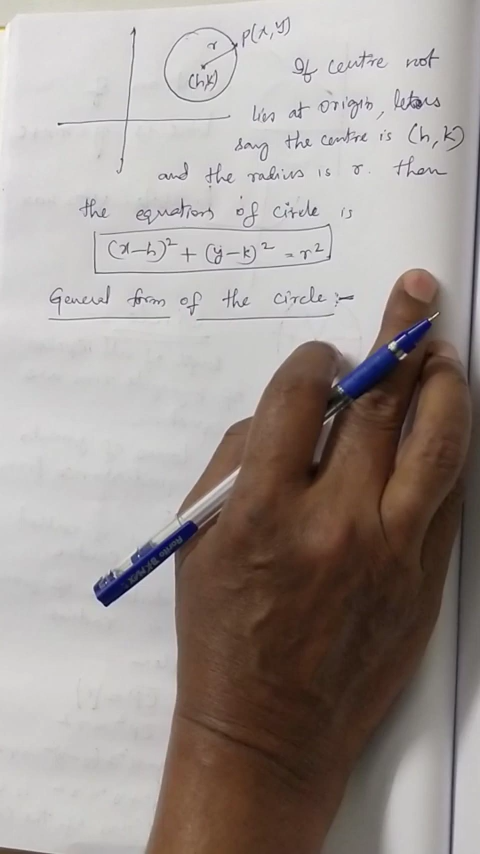 P(x,y)
r
(h,k)
If centre not
lies at origin, lets
say the centre is (h, k)
and the radius is r. then
the equation of circle is
(x-h)² + (y-k)² = r²
General form of the circle :-